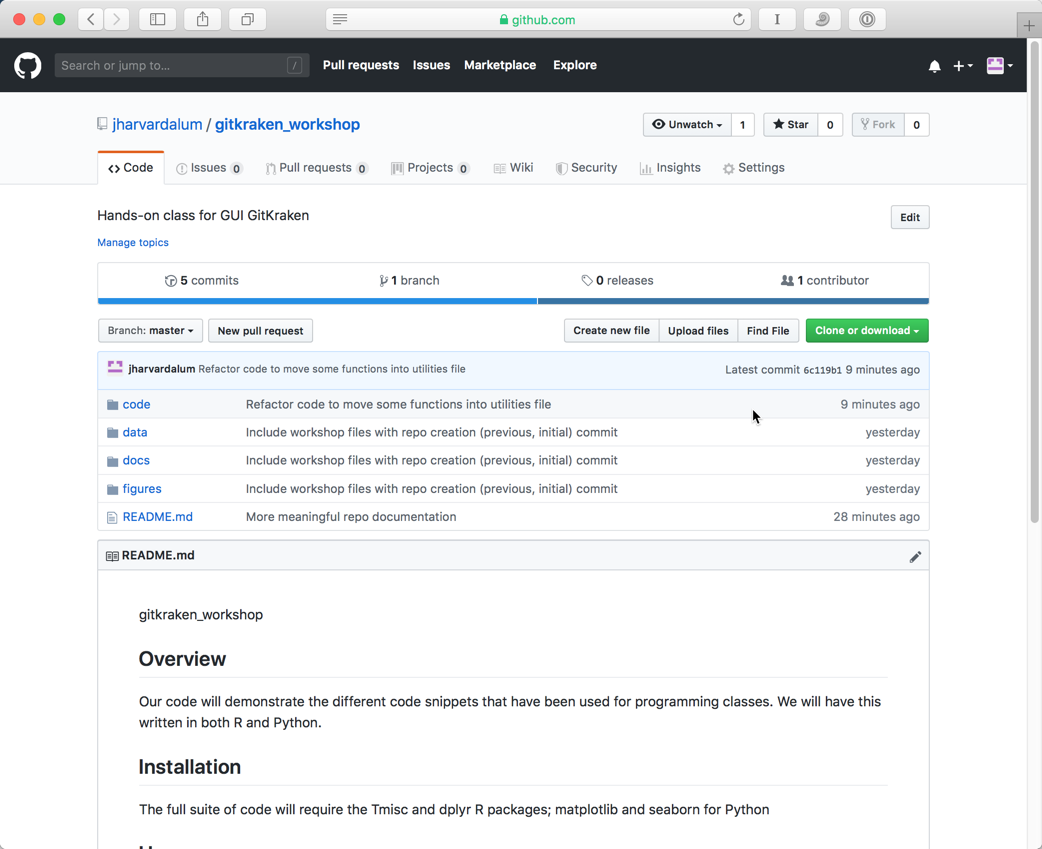 github.com
Search or jump to... /
Pull requests Issues Marketplace Explore
jharvardalum / gitkraken_workshop
Unwatch 1 Star 0 Fork 0
Code Issues 0 Pull requests 0 Projects 0 Wiki Security Insights Settings
Hands-on class for GUI GitKraken
Edit
Manage topics
5 commits 1 branch 0 releases 1 contributor
Branch: master New pull request Create new file Upload files Find File Clone or download
jharvardalum Refactor code to move some functions into utilities file Latest commit 6c119b1 9 minutes ago
code Refactor code to move some functions into utilities file 9 minutes ago
data Include workshop files with repo creation (previous, initial) commit yesterday
docs Include workshop files with repo creation (previous, initial) commit yesterday
figures Include workshop files with repo creation (previous, initial) commit yesterday
README.md More meaningful repo documentation 28 minutes ago
README.md
gitkraken_workshop
Overview
Our code will demonstrate the different code snippets that have been used for programming classes. We will have this
written in both R and Python.
Installation
The full suite of code will require the Tmisc and dplyr R packages; matplotlib and seaborn for Python